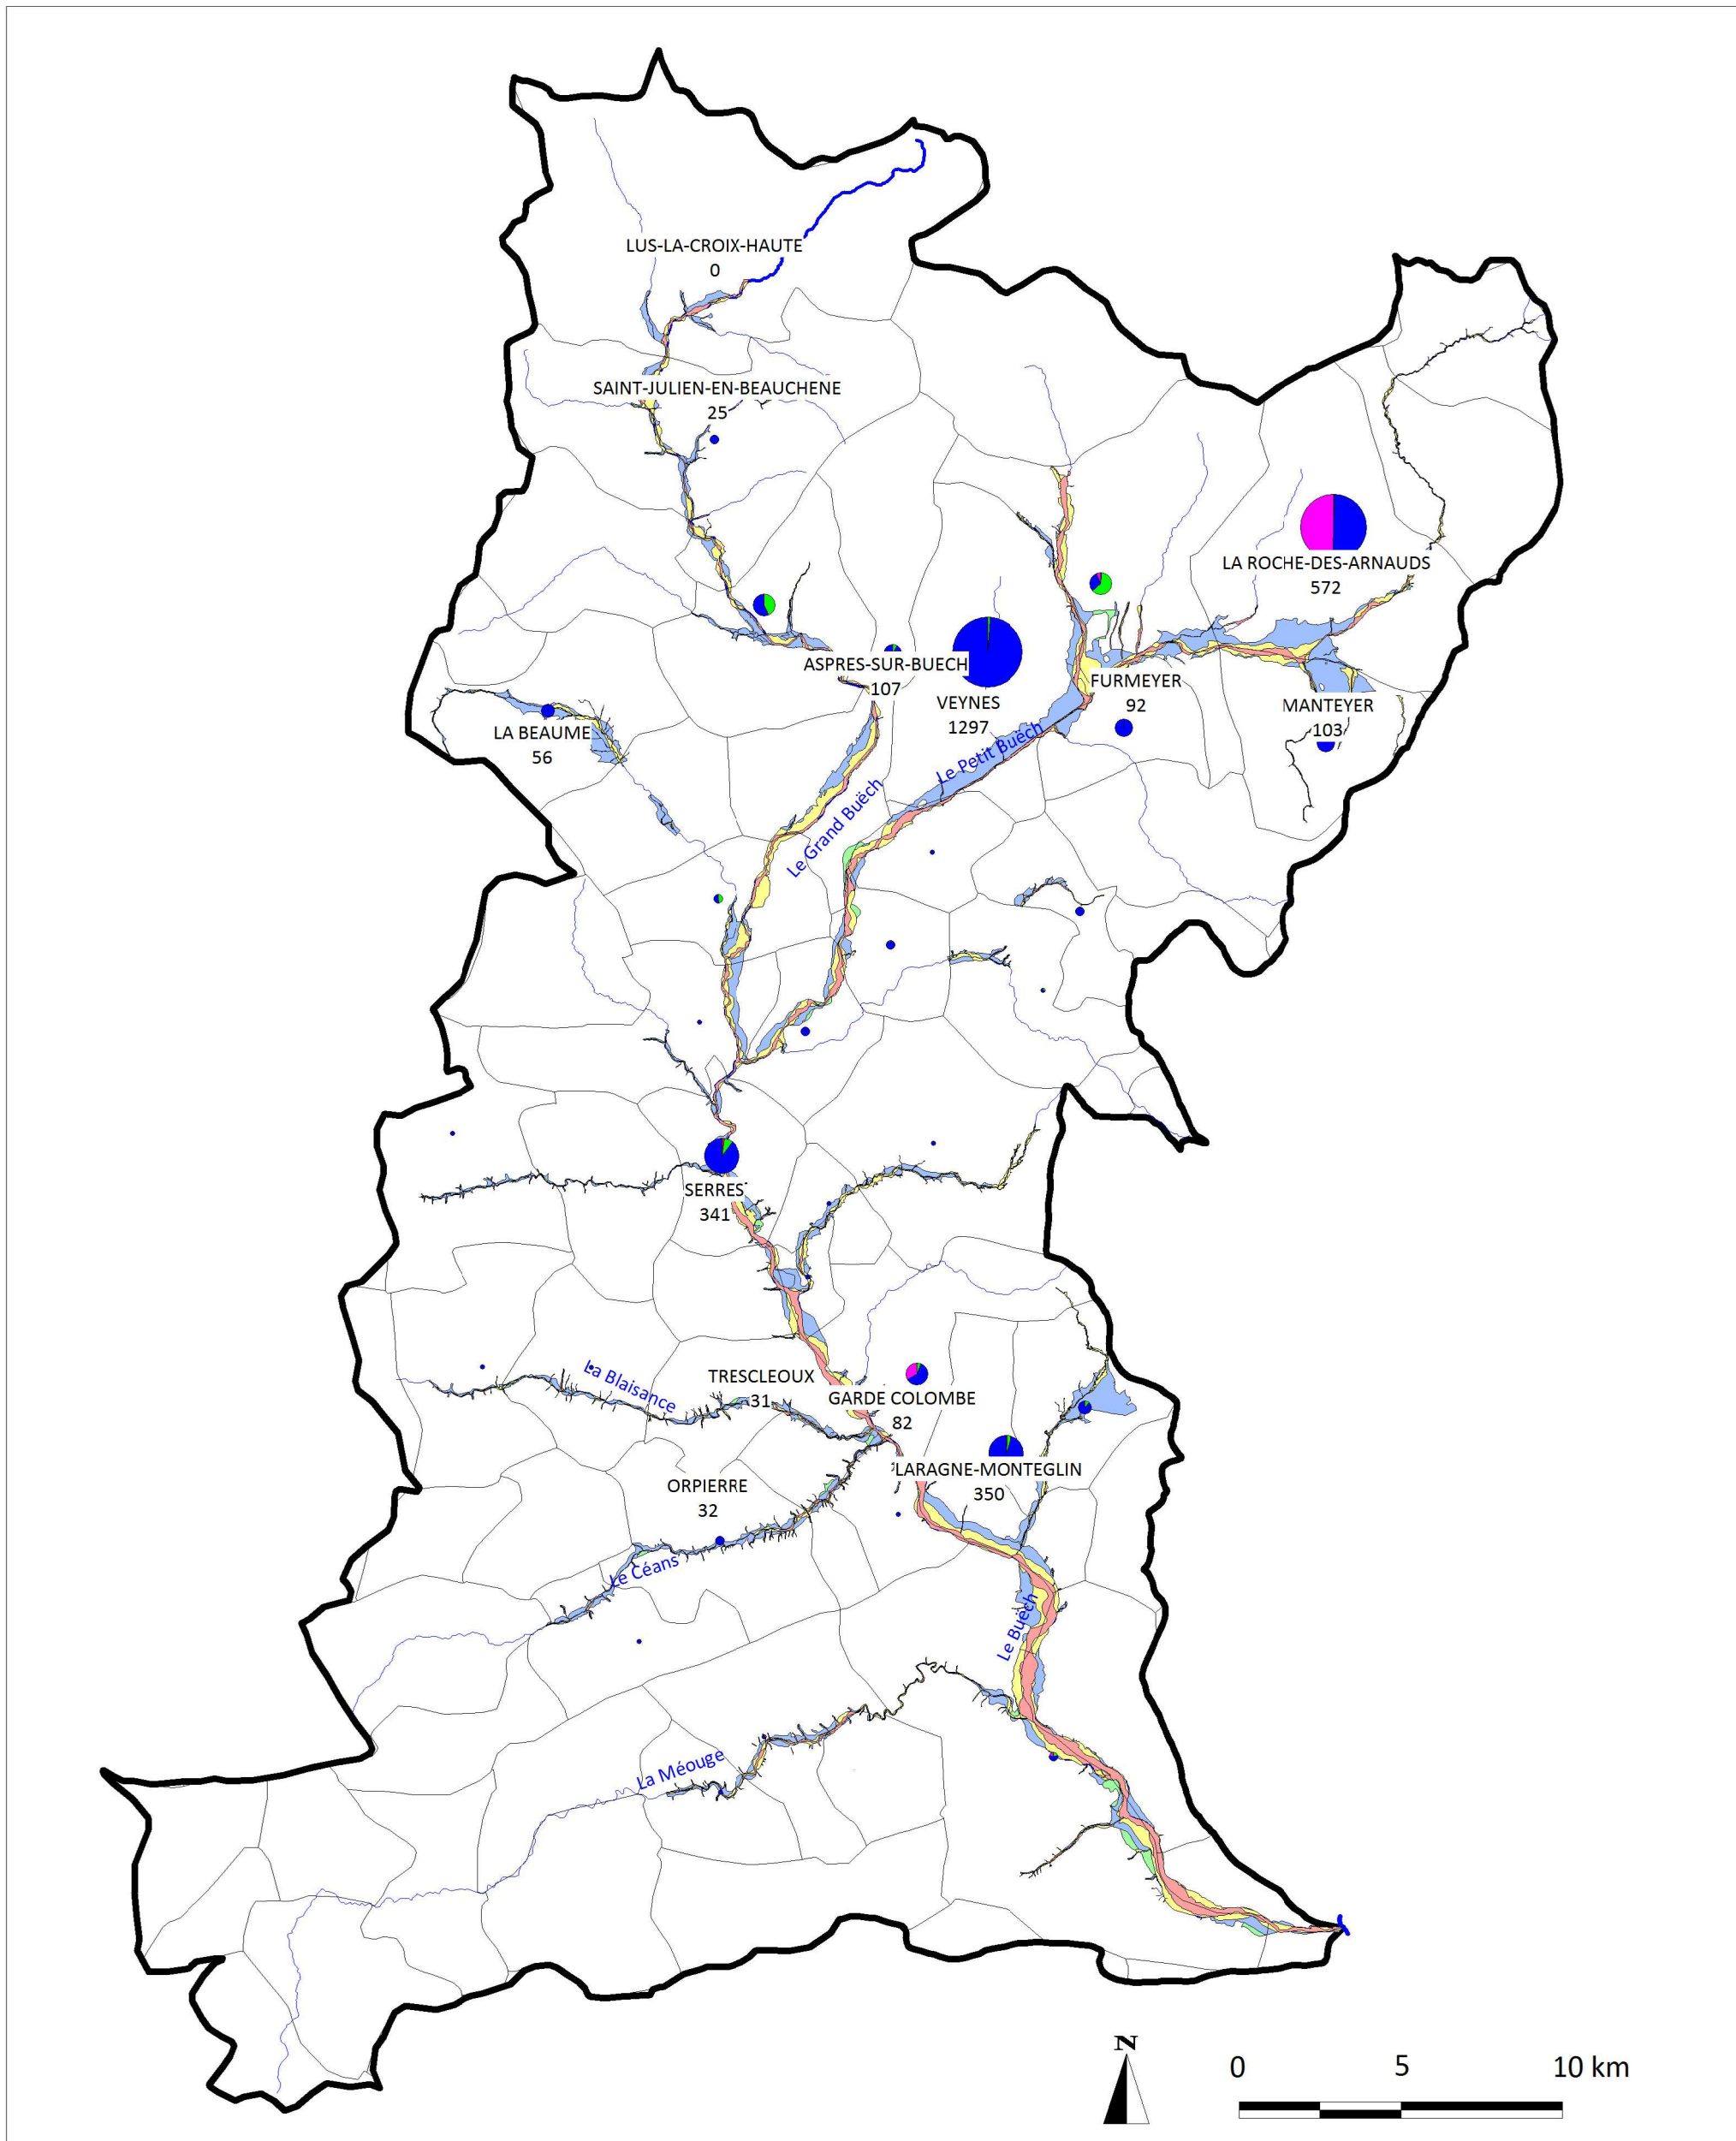 LUS-LA-CROIX-HAUTE
0
SAINT-JULIEN-EN-BEAUCHENE
25
LA ROCHE-DES-ARNAUDS
572
ASPRES-SUR-BUECH
107
VEYNES
1297
FURMEYER
92
MANTEYER
103
LA BEAUME
56
Le Petit Buëch
Le Grand Buëch
SERRES
341
La Blaisance
TRESCLEOUX
31
GARDE COLOMBE
82
LARAGNE-MONTEGLIN
350
ORPIERRE
32
Le Céans
Le Buëch
La Méouge
N
0 5 10 km